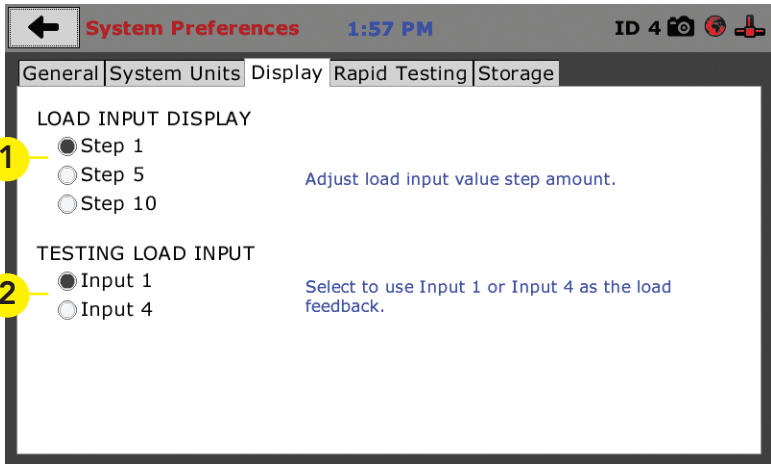 System Preferences 1:57 PM ID 4
General System Units Display Rapid Testing Storage
LOAD INPUT DISPLAY
1
Step 1
Step 5
Adjust load input value step amount.
Step 10
TESTING LOAD INPUT
2
Input 1
Select to use Input 1 or Input 4 as the load
feedback.
Input 4